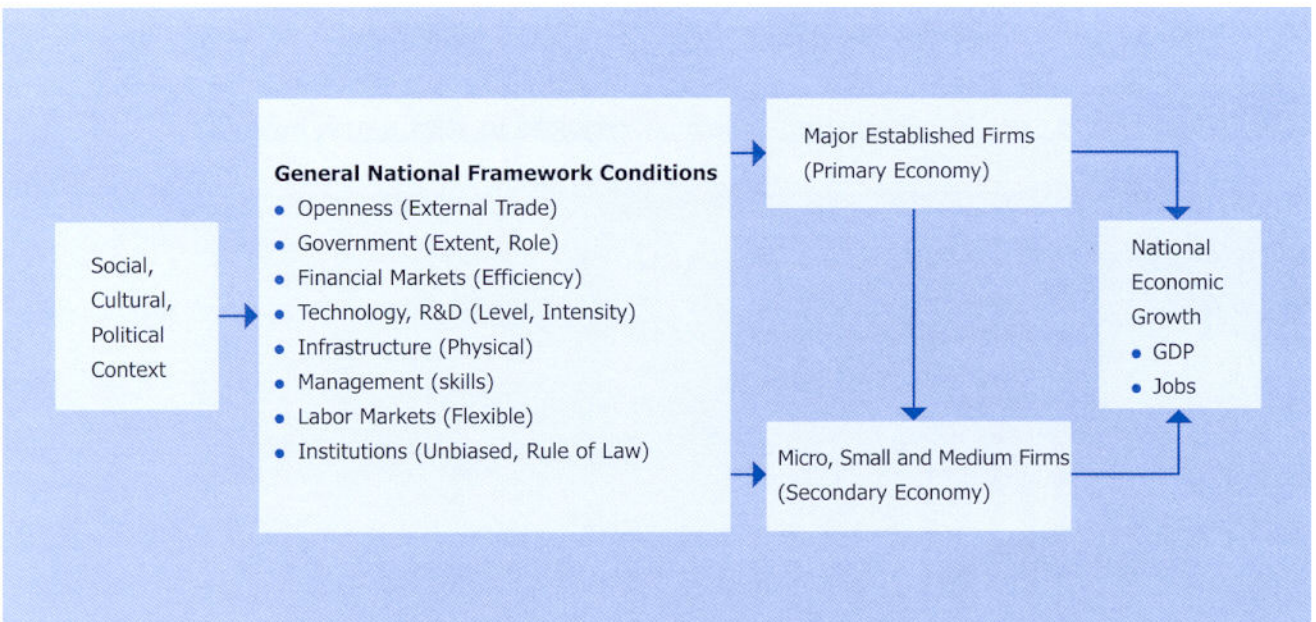 Social,
Cultural,
Political
Context
General National Framework Conditions
• Openness (External Trade)
• Government (Extent, Role)
• Financial Markets (Efficiency)
• Technology, R&D (Level, Intensity)
• Infrastructure (Physical)
• Management (skills)
• Labor Markets (Flexible)
• Institutions (Unbiased, Rule of Law)
Major Established Firms
(Primary Economy)
Micro, Small and Medium Firms
(Secondary Economy)
National
Economic
Growth
• GDP
• Jobs